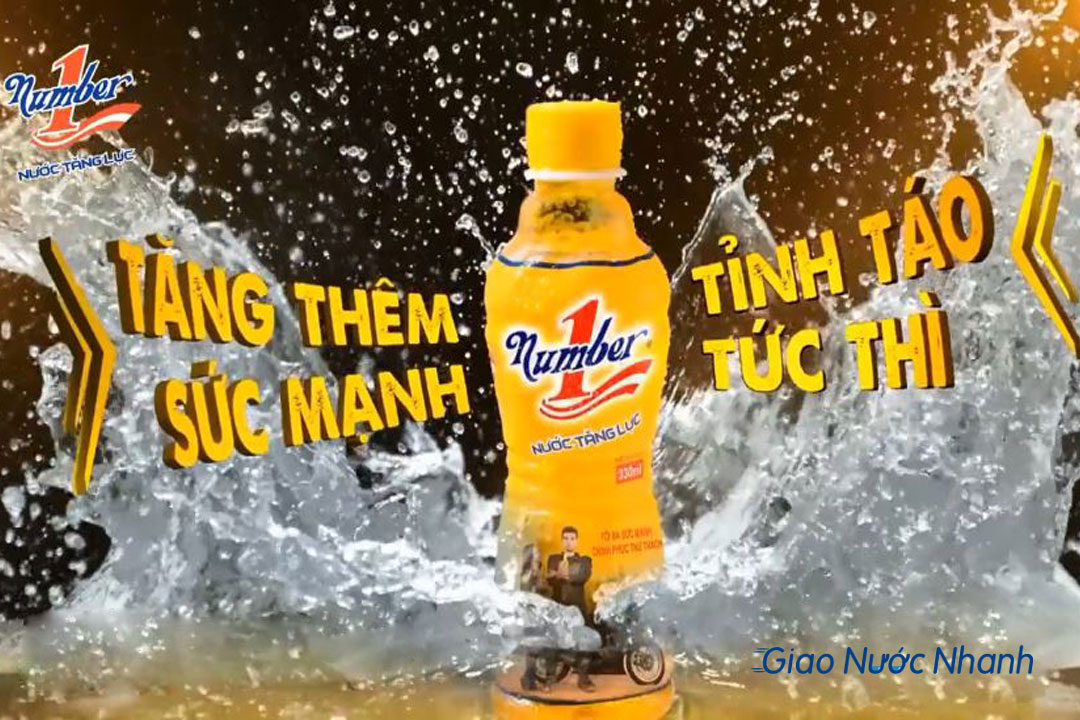 Number
1
NƯỚC TĂNG LỰC
TĂNG THÊM
SỨC MẠNH
TỈNH TÁO
TỨC THÌ
Number
1
NƯỚC TĂNG LỰC
330ml
Giao Nước Nhanh